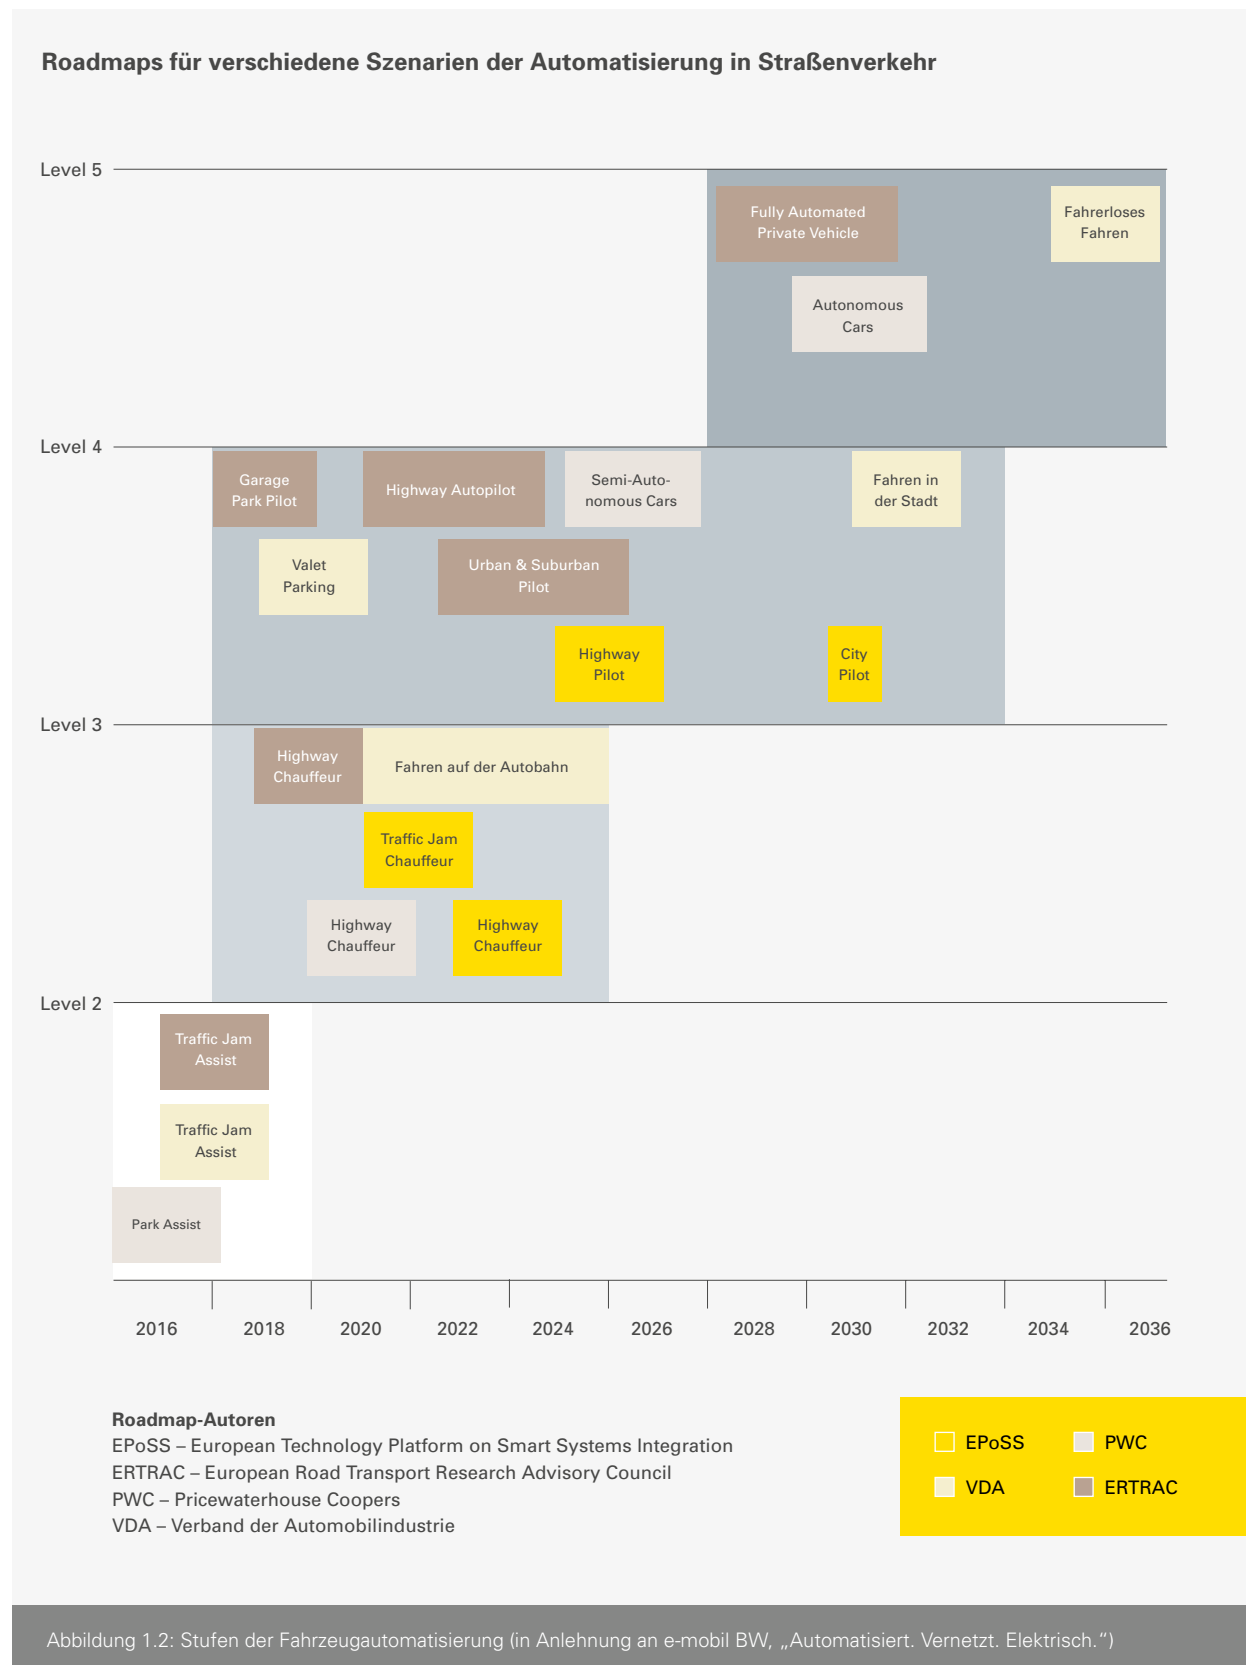 Roadmaps für verschiedene Szenarien der Automatisierung in Straßenverkehr
Level 5
Fully Automated
Private Vehicle
Fahrerloses
Fahren
Autonomous
Cars
Level 4
Garage
Park Pilot
Highway Autopilot
Semi-Auto-
nomous Cars
Fahren in
der Stadt
Valet
Parking
Urban & Suburban
Pilot
Highway
Pilot
City
Pilot
Level 3
Highway
Chauffeur
Fahren auf der Autobahn
Traffic Jam
Chauffeur
Highway
Chauffeur
Highway
Chauffeur
Level 2
Traffic Jam
Assist
Traffic Jam
Assist
Park Assist
2016 2018 2020 2022 2024 2026 2028 2030 2032 2034 2036
Roadmap-Autoren
EPoSS – European Technology Platform on Smart Systems Integration
ERTRAC – European Road Transport Research Advisory Council
PWC – Pricewaterhouse Coopers
VDA – Verband der Automobilindustrie
EPoSS PWC
VDA ERTRAC
Abbildung 1.2: Stufen der Fahrzeugautomatisierung (in Anlehnung an e-mobil BW, „Automatisiert. Vernetzt. Elektrisch.“)